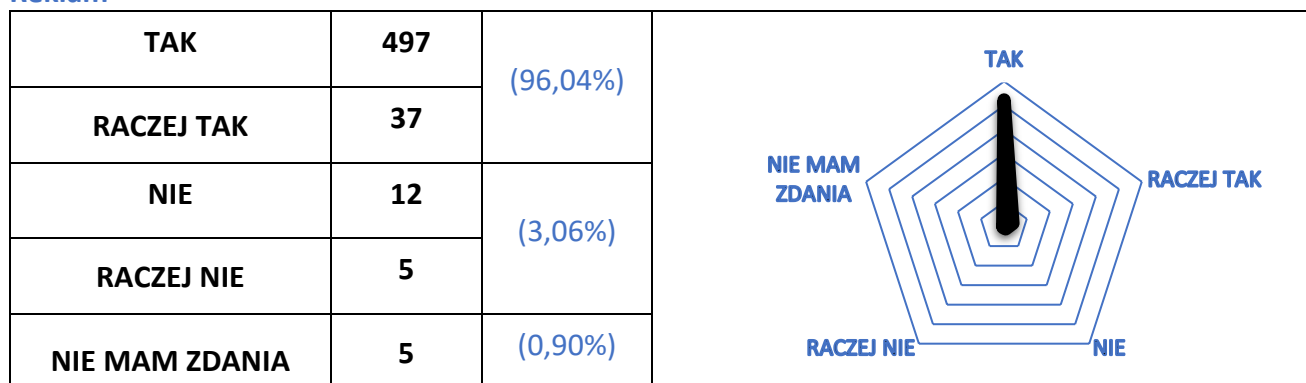 TAK 497 (96,04%)
RACZEJ TAK 37
NIE 12 (3,06%)
RACZEJ NIE 5
NIE MAM ZDANIA 5 (0,90%)
TAK
NIE MAM
ZDANIA
RACZEJ TAK
RACZEJ NIE
NIE